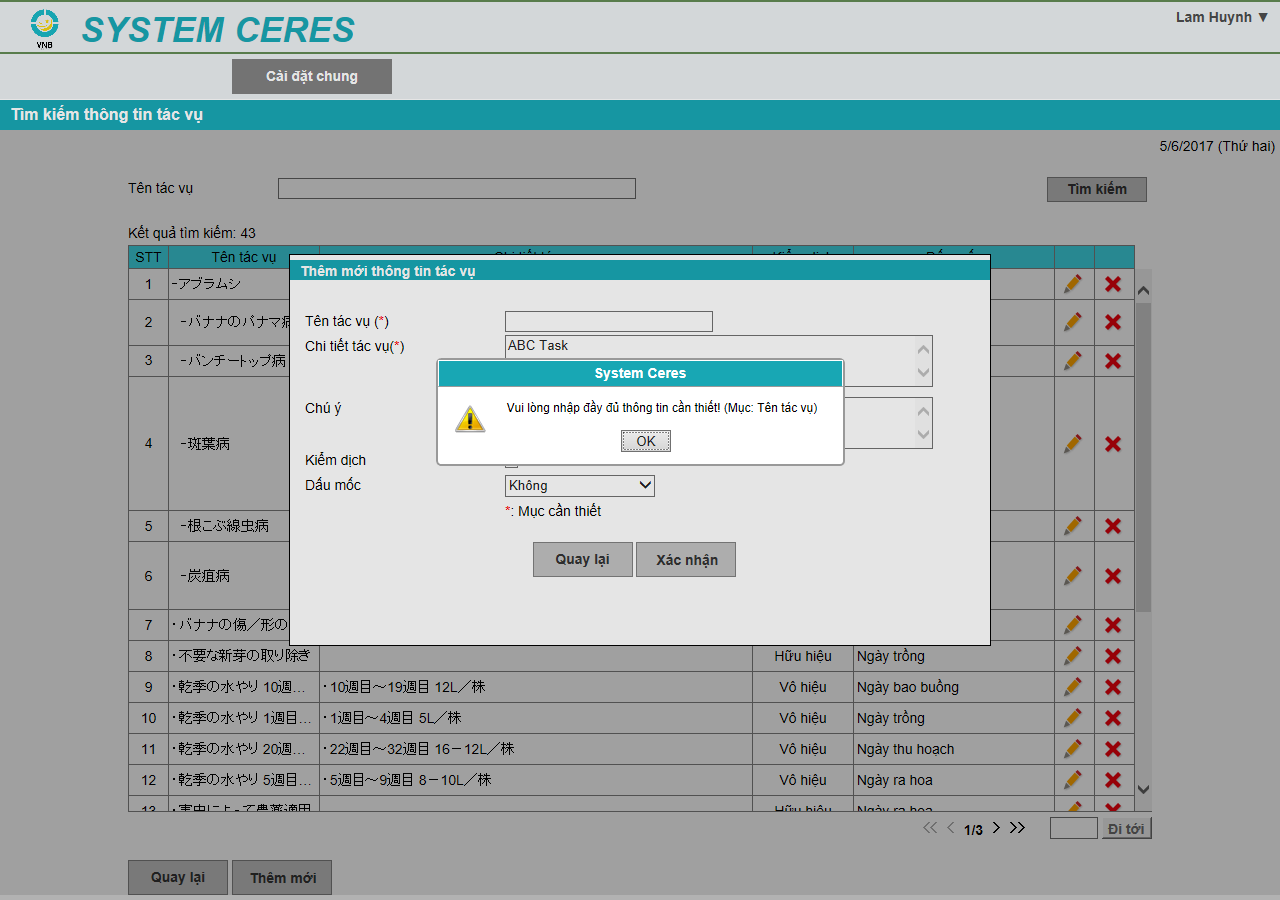 VNB
SYSTEM CERES
Lam Huynh ▼
Cài đặt chung
Tìm kiếm thông tin tác vụ
5/6/2017 (Thứ hai)
Tên tác vụ
Tìm kiếm
Kết quả tìm kiếm: 43
STT Tên tác vụ
Thêm mới thông tin tác vụ
Tên tác vụ (*)
Chi tiết tác vụ(*) ABC Task
System Ceres
Vui lòng nhập đầy đủ thông tin cần thiết! (Mục: Tên tác vụ)
OK
Chú ý
Kiểm dịch
Dấu mốc Không
*: Mục cần thiết
Quay lại Xác nhận
1 -アブラムシ
2 -バナナのパナマ病
3 -バンチートップ病
4 -斑葉病
5 -根こぶ線虫病
6 -炭疽病
7 ・バナナの傷/形の
8 ・不要な新芽の取り除き Hữu hiệu Ngày trồng
9 ・乾季の水やり 10週... ・10週目~19週目 12L/株 Vô hiệu Ngày bao buồng
10 ・乾季の水やり 1週目... ・1週目~4週目 5L/株 Vô hiệu Ngày trồng
11 ・乾季の水やり 20週... ・22週目~32週目 16-12L/株 Vô hiệu Ngày thu hoạch
12 ・乾季の水やり 5週目... ・5週目~9週目 8-10L/株 Vô hiệu Ngày ra hoa
13 ・害虫によって農薬適用 Hữu hiệu Ngày ra hoa
1/3 Đi tới
Quay lại Thêm mới